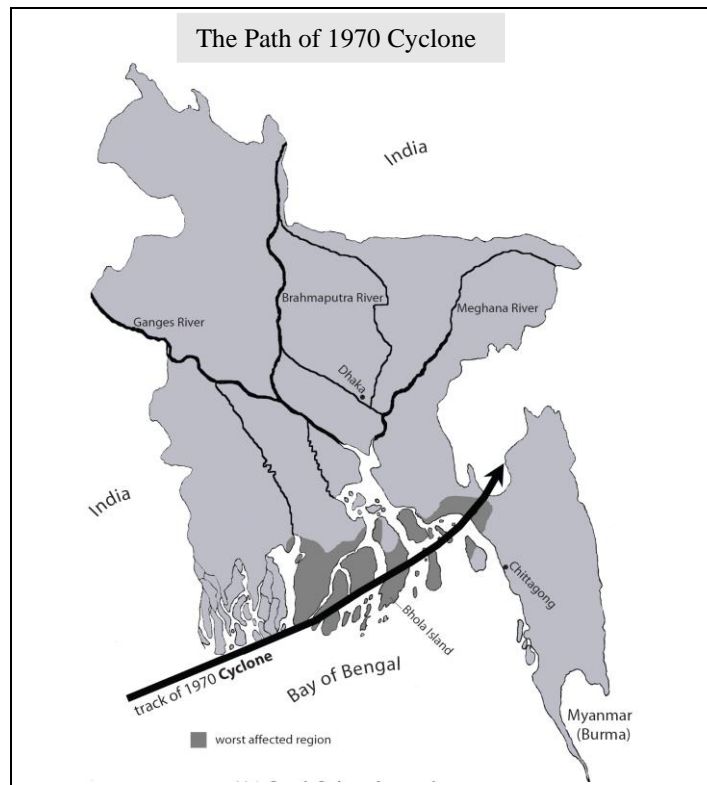 The Path of 1970 Cyclone
India
Brahmaputra River
Meghana River
Ganges River
Dhaka
India
Chittagong
Bhola Island
Bay of Bengal
track of 1970 Cyclone
Myanmar
(Burma)
worst affected region